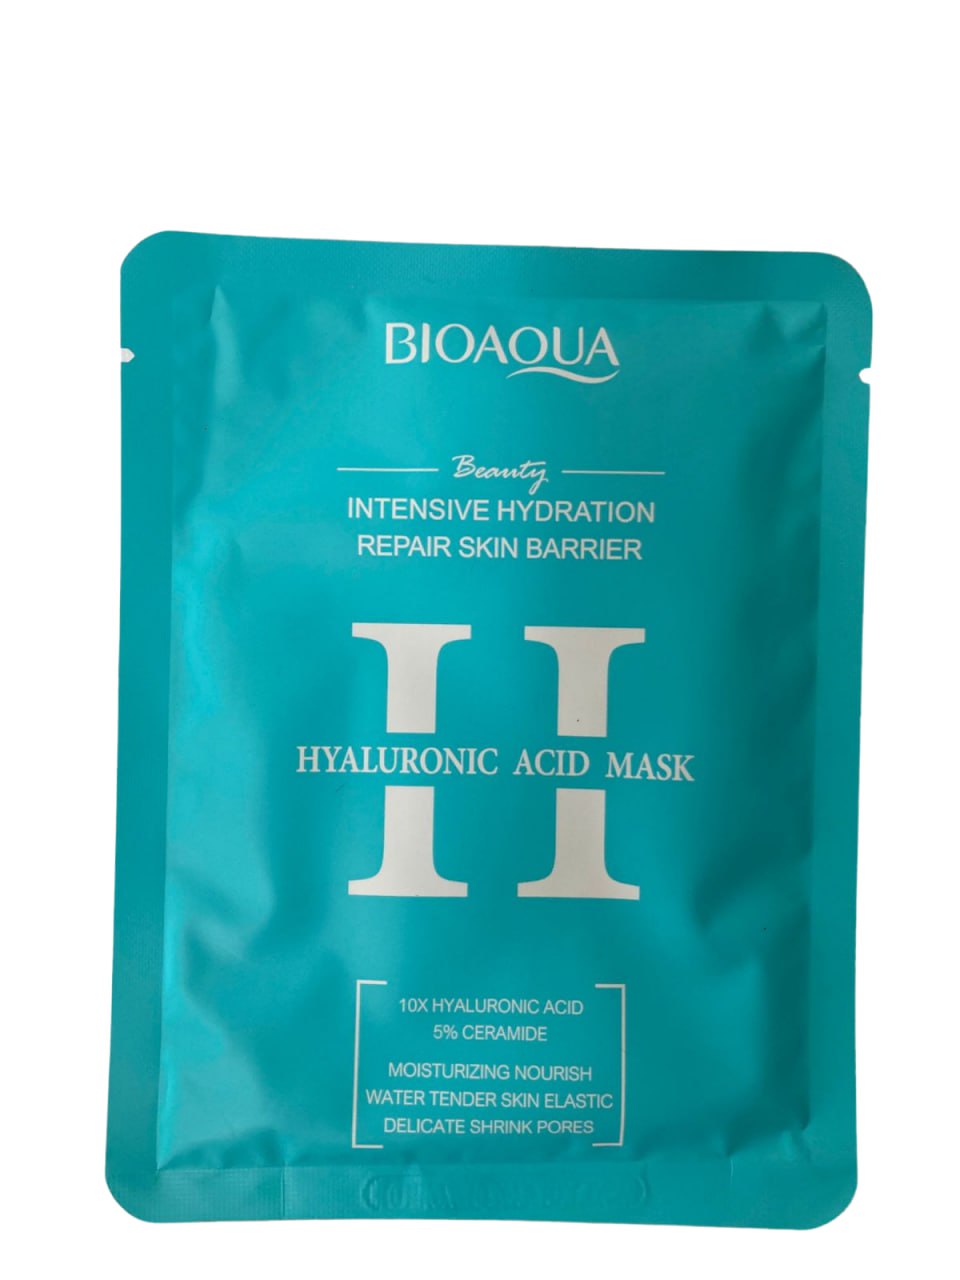 BIOAQUA
Beauty
INTENSIVE HYDRATION
REPAIR SKIN BARRIER
H
HYALURONIC ACID MASK
10X HYALURONIC ACID
5% CERAMIDE
MOISTURIZING NOURISH
WATER TENDER SKIN ELASTIC
DELICATE SHRINK PORES